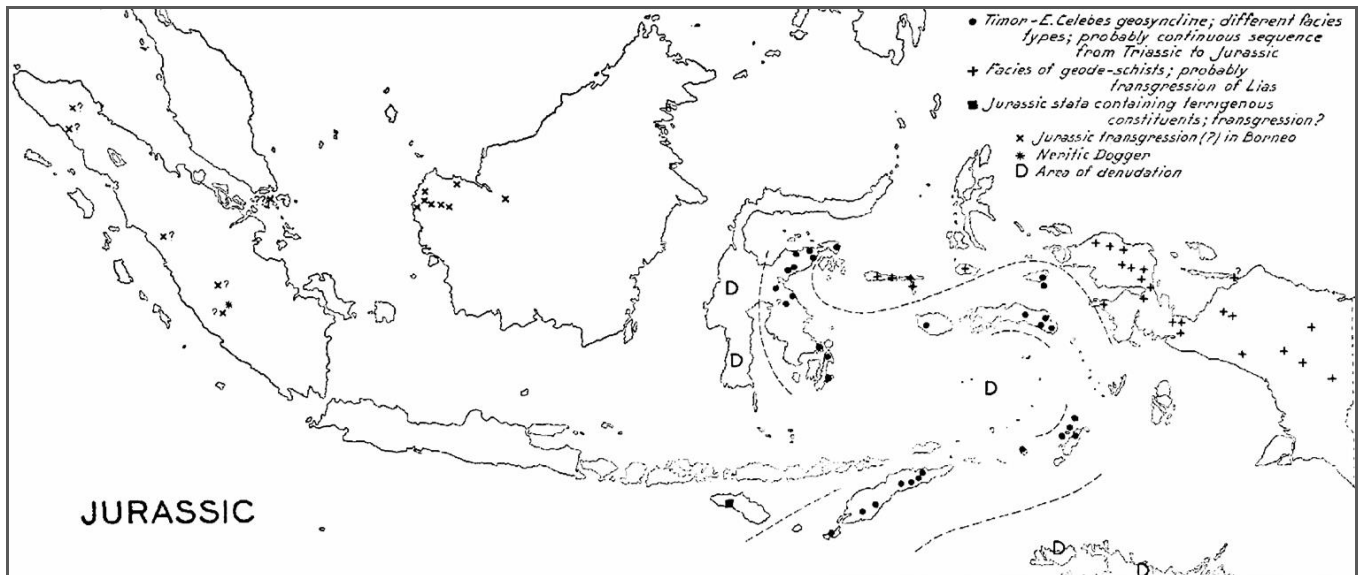 Timor-E.Celebes geosyncline; different facies
types; probably continuous sequence
from Triassic to Jurassic
Facies of geode-schists; probably
transgression of Lias
Jurassic stata containing terrigenous
constituents; transgression?
Jurassic transgression(?) in Borneo
Neritic Dogger
D Area of denudation
?
?
?
?
?
?
D
D
D
JURASSIC
D
D